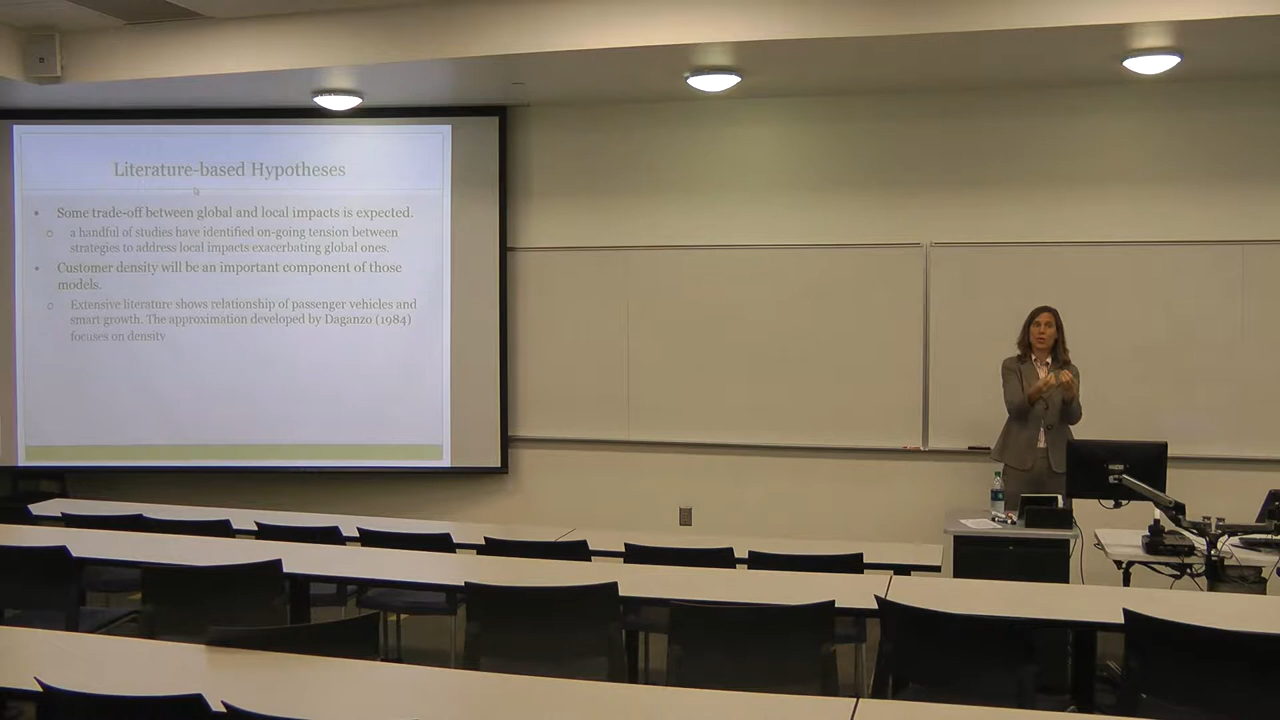 Literature-based Hypotheses
• Some trade-off between global and local impacts is expected.
o a handful of studies have identified on-going tension between
strategies to address local impacts exacerbating global ones.
• Customer density will be an important component of those
models.
o Extensive literature shows relationship of passenger vehicles and
smart growth. The approximation developed by Daganzo (1984)
focuses on density